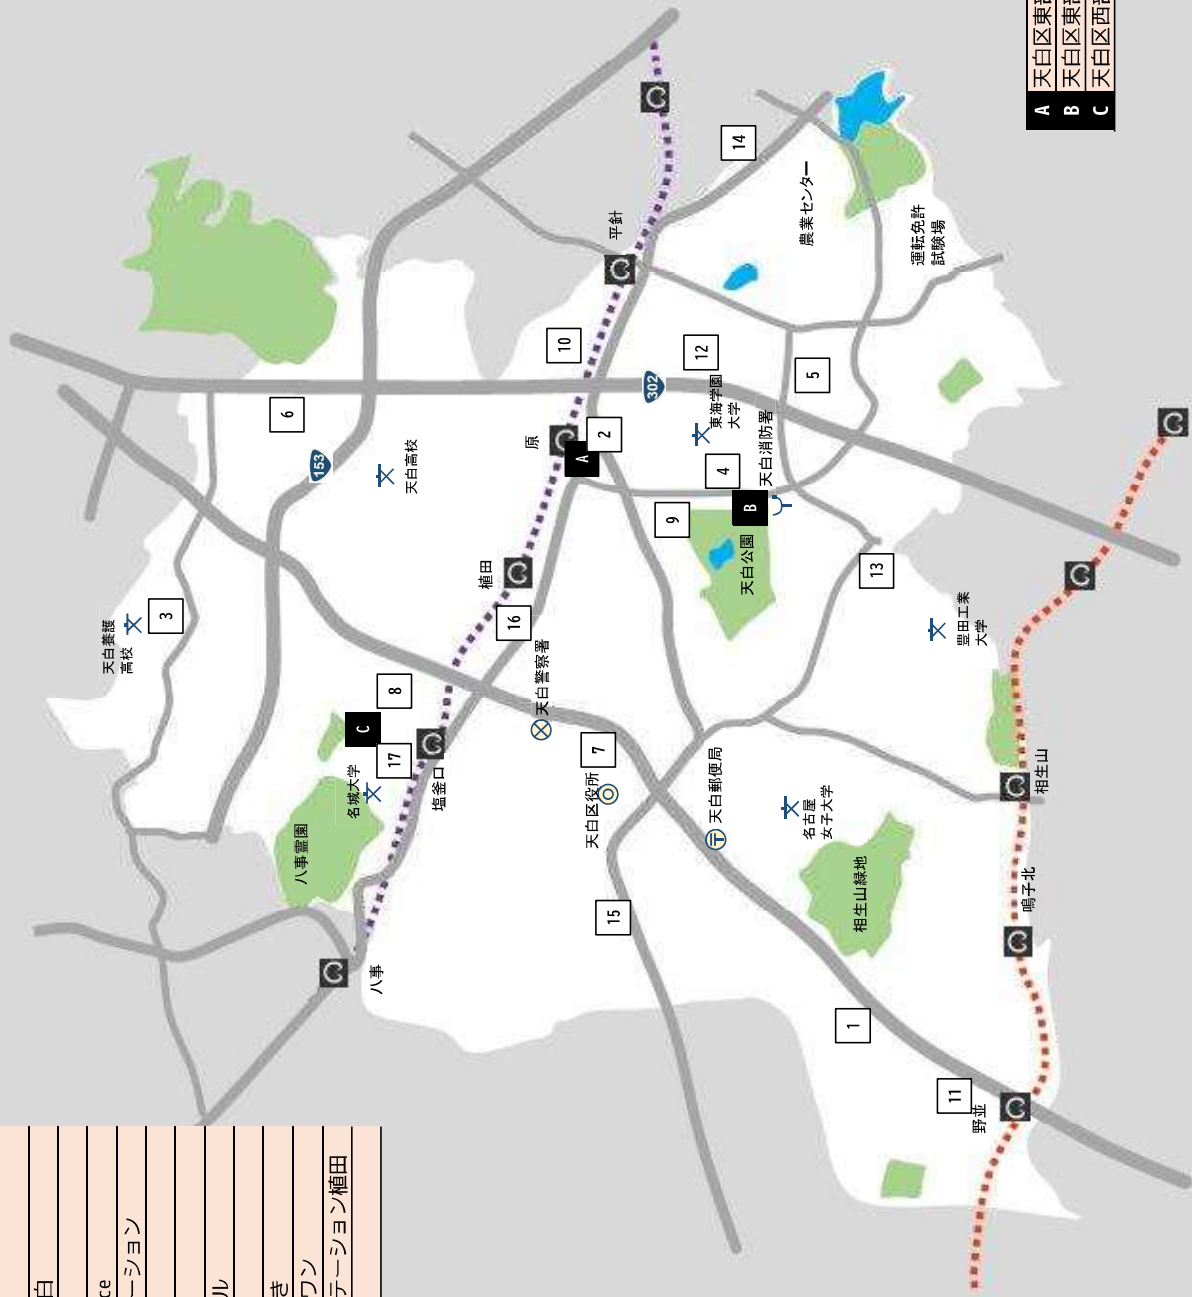 白
ce
ーション
ル
き
ワン
テーション植田
A 天白区東部
B 天白区東部
C 天白区西部
14
平針
農業センター
運転免許
試験場
10
12
302
5
6
153
天白高校
原
A
2
東海学園
大学
4
天白消防署
9
B
天白公園
13
植田
16
天白養護
高校
3
天白警察署
豊田工業
大学
8
C
17
名城大学
塩釜口
7
天白区役所
天白郵便局
名古屋
女子大学
相生山
八事霊園
15
相生山緑地
鳴子北
八事
1
11
野並